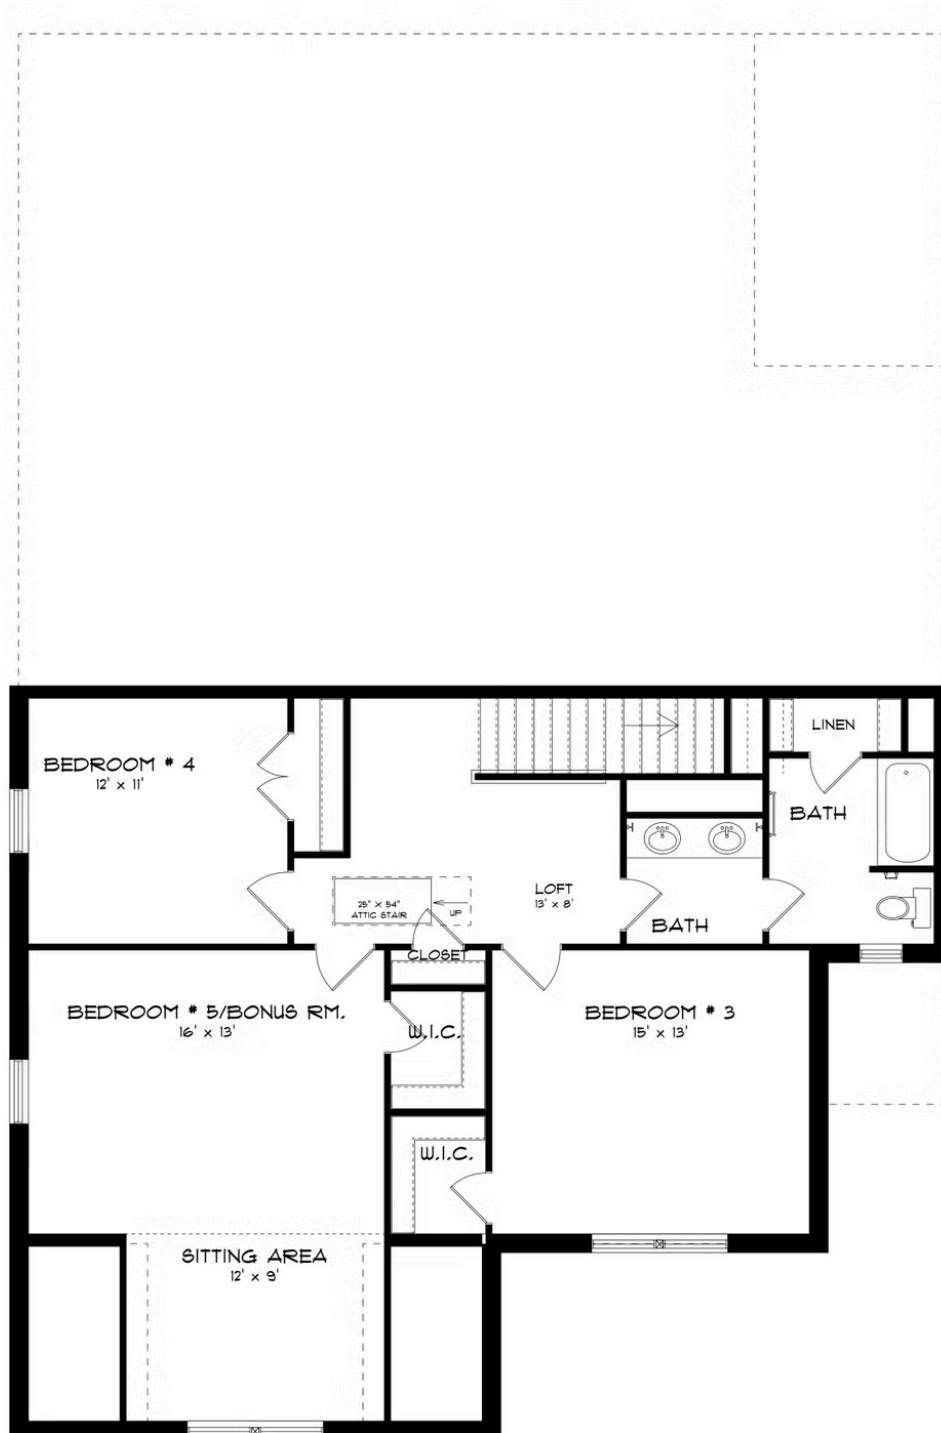 LINEN
BEDROOM # 4
12' x 11'
BATH
LOFT
13' x 8'
25" x 54"
ATTIC STAIR
UP
BATH
CLOSET
BEDROOM # 5/BONUS RM.
16' x 13'
W.I.C.
BEDROOM # 3
15' x 13'
W.I.C.
SITTING AREA
12' x 9'